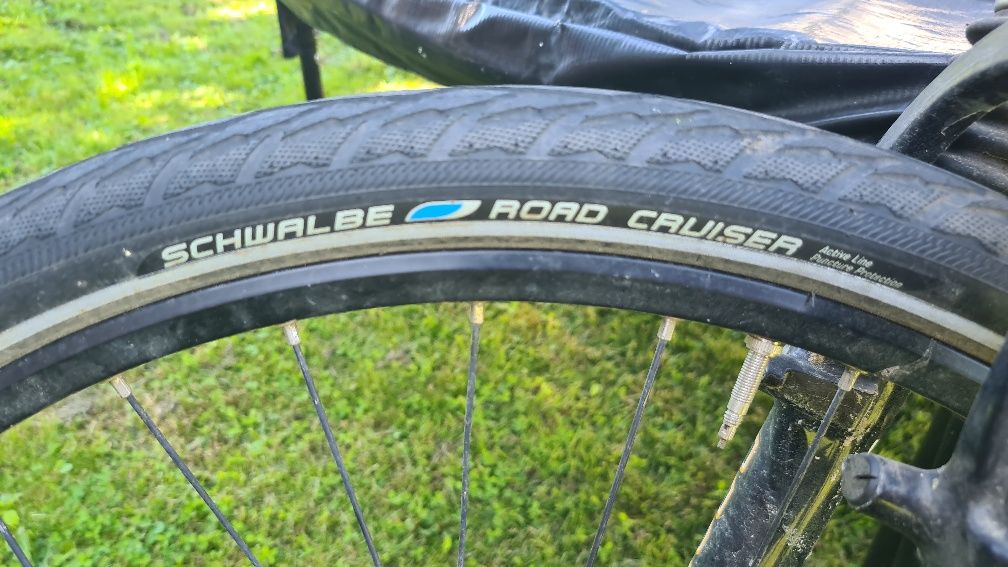 SCHWALBE ROAD CRUISER
Active Line
Puncture Protection